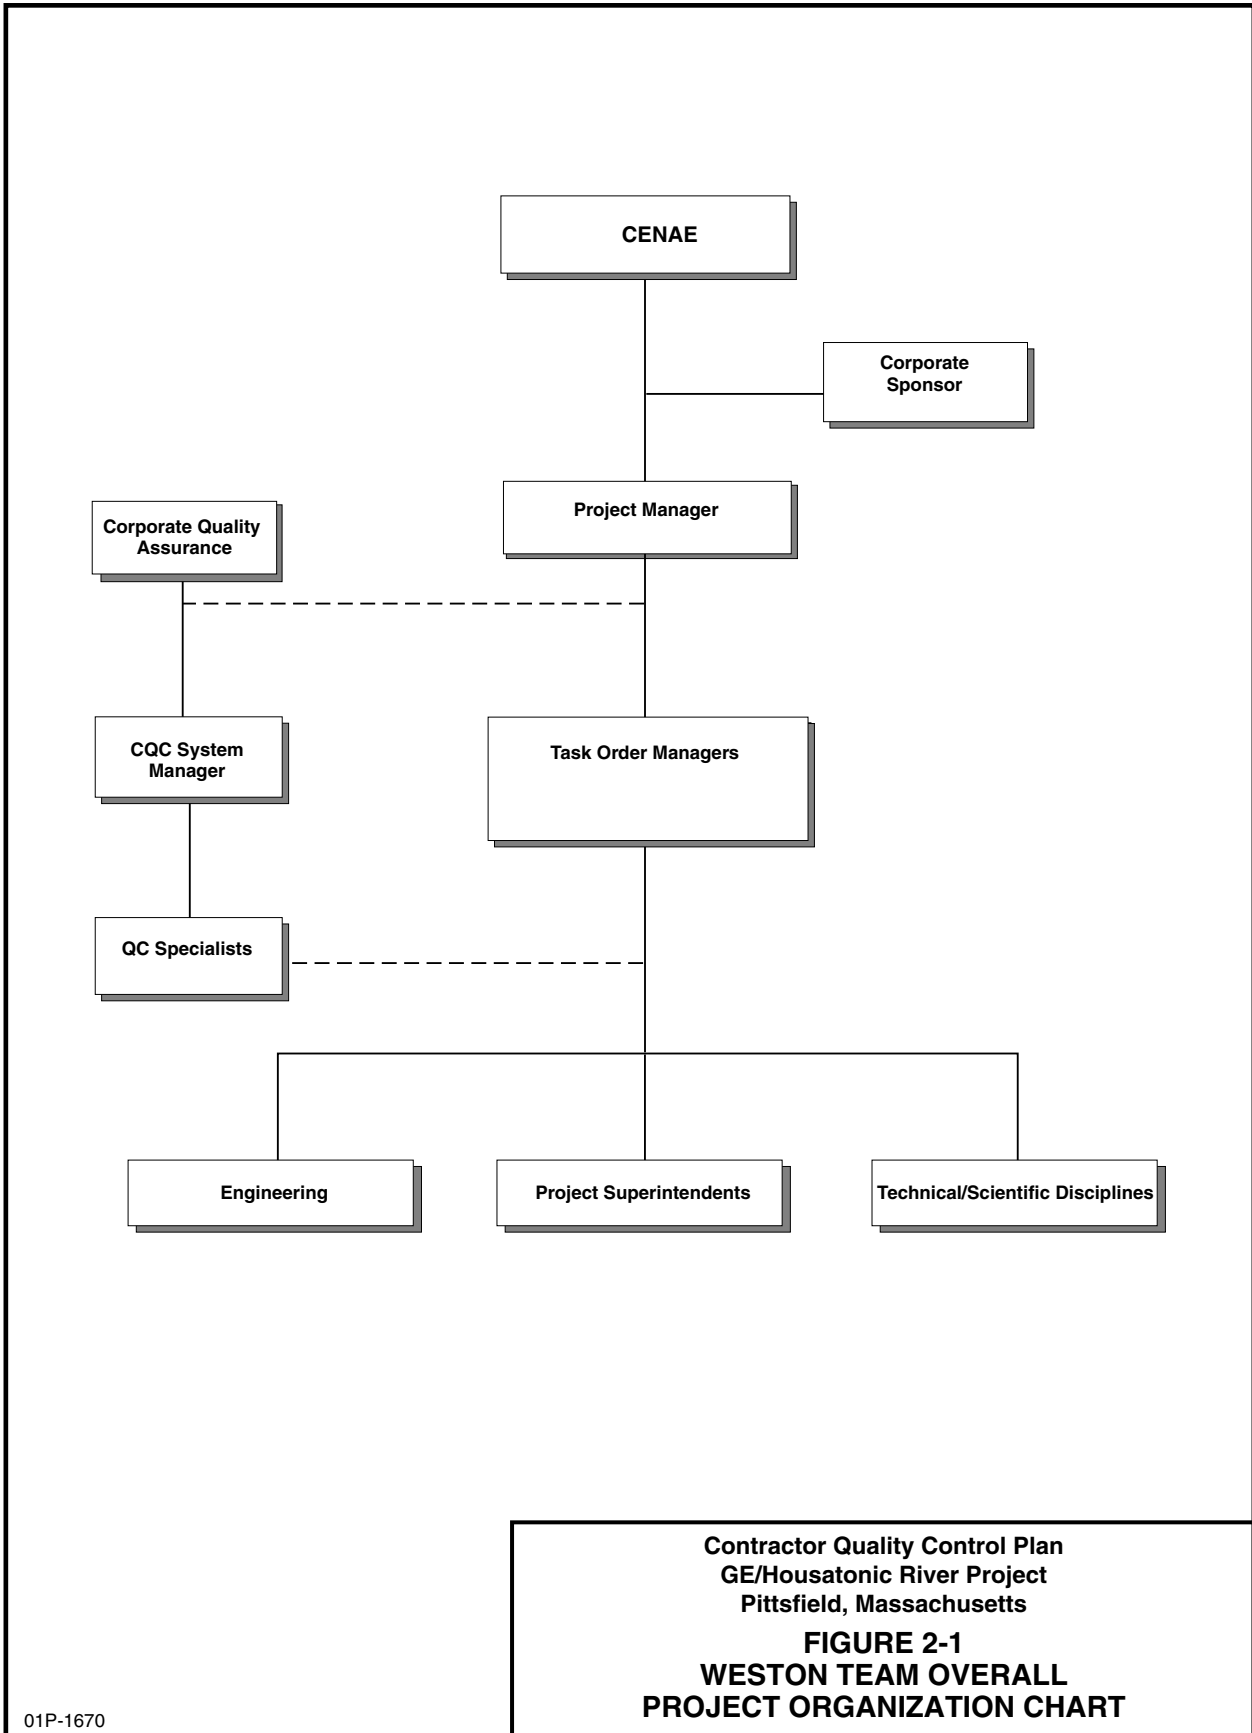 CENAE
Corporate
Sponsor
Project Manager
Corporate Quality
Assurance
CQC System
Manager
Task Order Managers
QC Specialists
Engineering
Project Superintendents
Technical/Scientific Disciplines
Contractor Quality Control Plan
GE/Housatonic River Project
Pittsfield, Massachusetts
FIGURE 2-1
WESTON TEAM OVERALL
PROJECT ORGANIZATION CHART
01P-1670